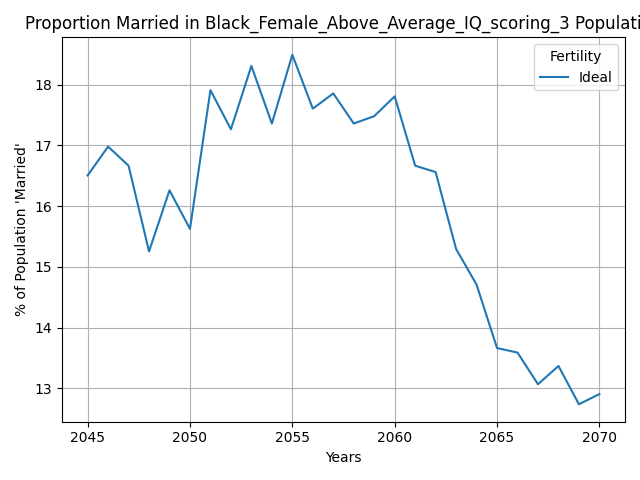 Proportion Married in Black_Female_Above_Average_IQ_scoring_3 Populati
Fertility
Ideal
% of Population 'Married'
18
17
16
15
14
13
2045 2050 2055 2060 2065 2070
Years